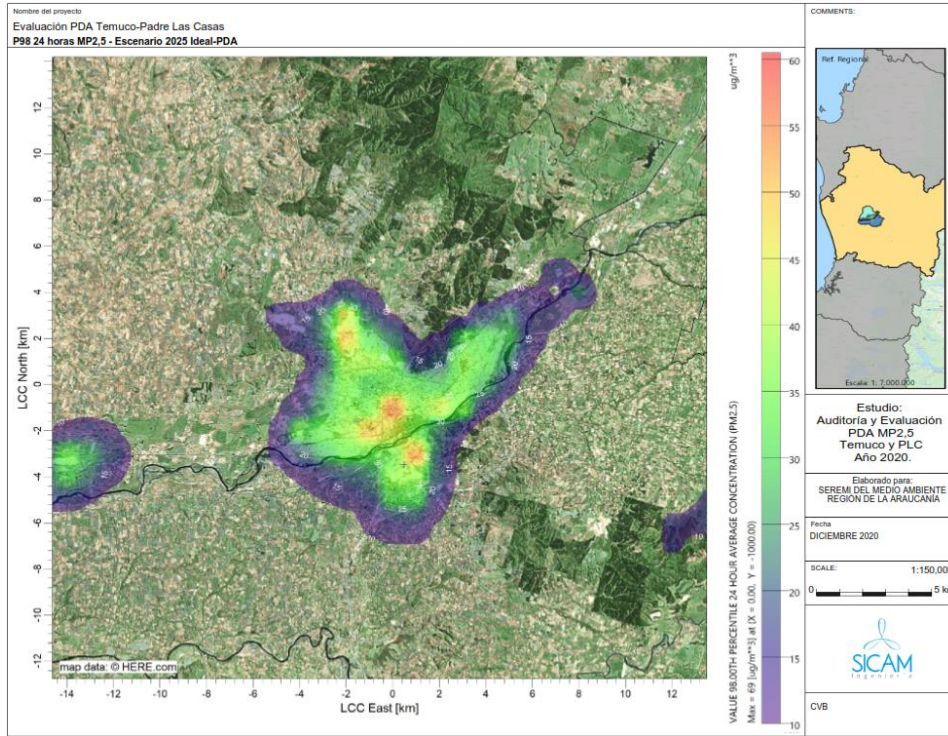 Nombre del proyecto
Evaluación PDA Temuco-Padre Las Casas
P98 24 horas MP2,5 - Escenario 2025 Ideal-PDA
COMMENTS:
LCC North [km]
12
10
8
6
4
2
0
-2
-4
-6
-8
-10
-12
map data: © HERE.com
-14
-12
-10
-8
-6
-4
-2
0
2
4
6
8
10
12
LCC East [km]
ug/m**3
VALUE 98.00TH PERCENTILE 24 HOUR AVERAGE CONCENTRATION (PM2.5)
Max = 69 [ug/m**3] at (X = 0.00, Y = -1000.00)
60
55
50
45
40
35
30
25
20
15
10
Ref. Regional
Escala: 1: 7,000.000
Estudio:
Auditoría y Evaluación
PDA MP2,5
Temuco y PLC
Año 2020.
Elaborado para:
SEREMI DEL MEDIO AMBIENTE
REGIÓN DE LA ARAUCANÍA
Fecha
DICIEMBRE 2020
SCALE:
1:150,00
0
5 k
SICAM
Ingeniería
CVB